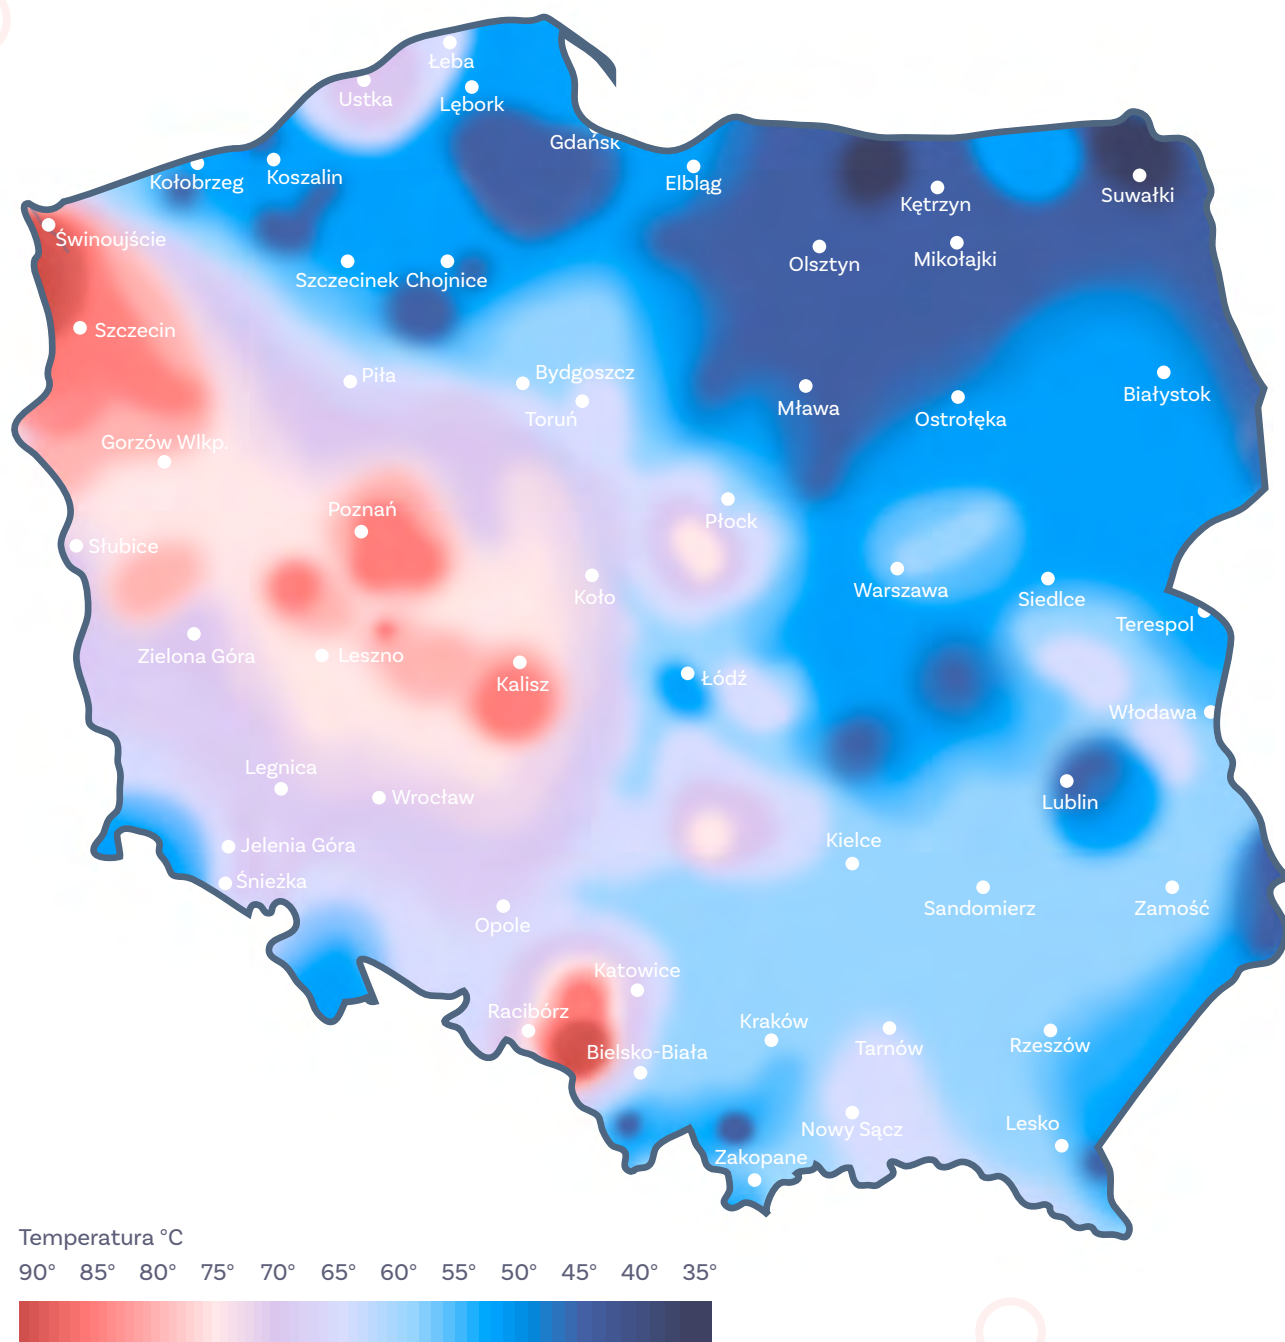 Łeba
Ustka
Lębork
Gdańsk
Kołobrzeg
Koszalin
Elbląg
Suwałki
Kętrzyn
Świnoujście
Olsztyn
Mikołajki
Szczecinek
Chojnice
Szczecin
Piła
Bydgoszcz
Toruń
Mława
Ostrołęka
Białystok
Gorzów Wlkp.
Poznań
Płock
Słubice
Koło
Warszawa
Siedlce
Terespol
Zielona Góra
Leszno
Kalisz
Łódź
Włodawa
Legnica
Wrocław
Lublin
Jelenia Góra
Kielce
Śnieżka
Opole
Sandomierz
Zamość
Katowice
Racibórz
Kraków
Tarnów
Rzeszów
Bielsko-Biała
Nowy Sącz
Lesko
Zakopane
Temperatura °C
90° 85° 80° 75° 70° 65° 60° 55° 50° 45° 40° 35°